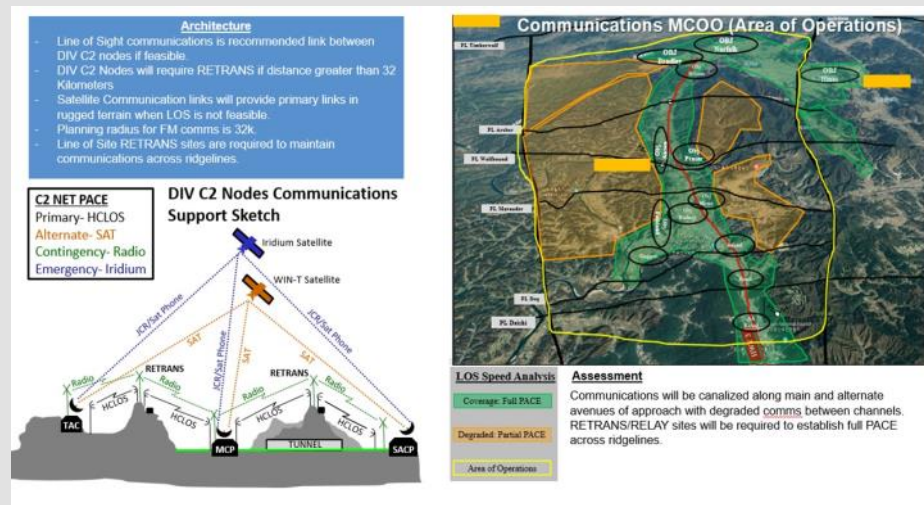 Architecture
- Line of Sight communications is recommended link between
DIV C2 nodes if feasible.
- DIV C2 Nodes will require RETRANS if distance greater than 32
Kilometers
- Satellite Communication links will provide primary links in
rugged terrain when LOS is not feasible.
- Planning radius for FM comms is 32k.
- Line of Site RETRANS sites are required to maintain
communications across ridgelines.
C2 NET PACE
Primary- HCLOS
Alternate- SAT
Contingency- Radio
Emergency- Iridium
DIV C2 Nodes Communications
Support Sketch
Iridium Satellite
WIN-T Satellite
JCR/Sat Phone
JCR/Sat Phone
JCR/Sat Phone
SAT
SAT
SAT
RETRANS
RETRANS
Radio
Radio
Radio
Radio
HCLOS
HCLOS
HCLOS
HCLOS
TAC
MCP
TUNNEL
SACP
Communications MCOO (Area of Operations)
PL Timberwolf
OBJ
Norfolk
OBJ
PL Archer
PL Wolfhound
PL Marauder
PL Dog
LOS Speed Analysis
Coverage: Full PACE
Degraded: Partial PACE
Area of Operations
Assessment
Communications will be canalized along main and alternate
avenues of approach with degraded comms between channels.
RETRANS/RELAY sites will be required to establish full PACE
across ridgelines.